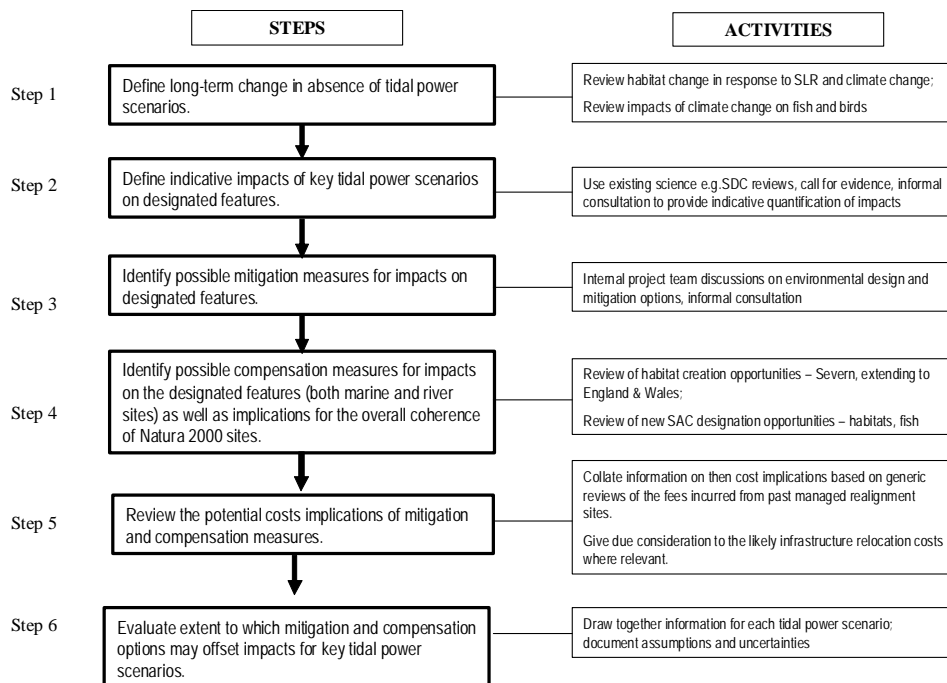 STEPS
ACTIVITIES
Step 1
Define long-term change in absence of tidal power
scenarios.
Review habitat change in response to SLR and climate change;
Review impacts of climate change on fish and birds
Step 2
Define indicative impacts of key tidal power scenarios
on designated features.
Use existing science e.g.SDC reviews, call for evidence, informal
consultation to provide indicative quantification of impacts
Step 3
Identify possible mitigation measures for impacts on
designated features.
Internal project team discussions on environmental design and
mitigation options, informal consultation
Step 4
Identify possible compensation measures for impacts
on the designated features (both marine and river
sites) as well as implications for the overall coherence
of Natura 2000 sites.
Review of habitat creation opportunities – Severn, extending to
England & Wales;
Review of new SAC designation opportunities – habitats, fish
Step 5
Review the potential costs implications of mitigation
and compensation measures.
Collate information on then cost implications based on generic
reviews of the fees incurred from past managed realignment
sites.
Give due consideration to the likely infrastructure relocation costs
where relevant.
Step 6
Evaluate extent to which mitigation and compensation
options may offset impacts for key tidal power
scenarios.
Draw together information for each tidal power scenario;
document assumptions and uncertainties